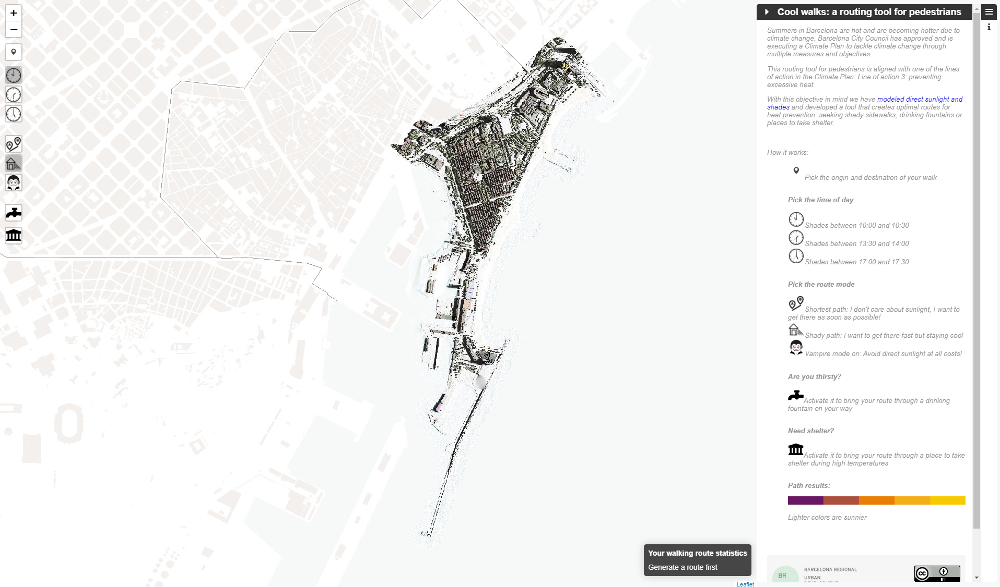 +
−
Cool walks: a routing tool for pedestrians
Summers in Barcelona are hot and are becoming hotter due to
climate change. Barcelona City Council has approved and is
executing a Climate Plan to tackle climate change through
multiple measures and objectives.
This routing tool for pedestrians is aligned with one of the lines
of action in the Climate Plan: Line of action 3: preventing
excessive heat.
With this objective in mind we have modeled direct sunlight and
shades and developed a tool that creates optimal routes for
heat prevention: seeking shady sidewalks, drinking fountains or
places to take shelter.
How it works:
Pick the origin and destination of your walk
Pick the time of day
Shades between 10:00 and 10:30
Shades between 13:30 and 14:00
Shades between 17:00 and 17:30
Pick the route mode
Shortest path: I don't care about sunlight, I want to
get there as soon as possible!
Shady path: I want to get there fast but staying cool
Vampire mode on: Avoid direct sunlight at all costs!
Are you thirsty?
Activate it to bring your route through a drinking
fountain on your way
Need shelter?
Activate it to bring your route through a place to take
shelter during high temperatures
Path results:
Lighter colors are sunnier
BR
BARCELONA REGIONAL
URBAN
cc
BY
Your walking route statistics
Generate a route first
Leaflet